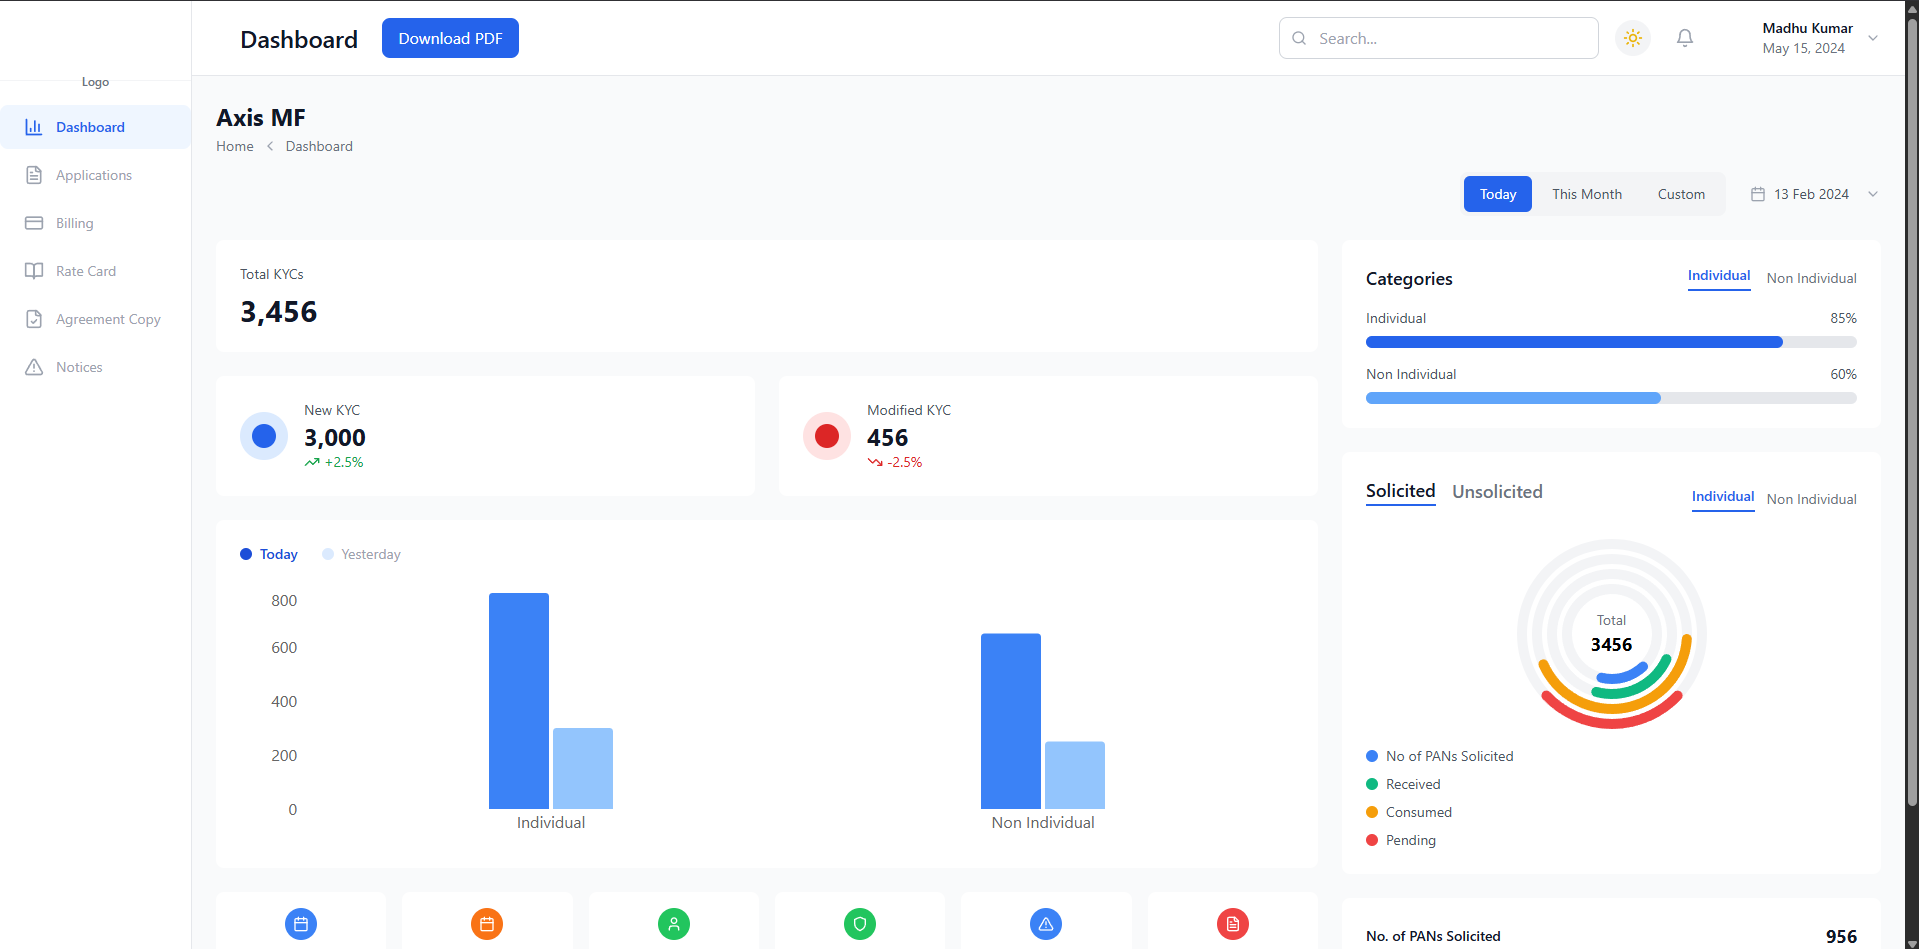 Logo
Dashboard
Applications
Billing
Rate Card
Agreement Copy
Notices
Dashboard
Download PDF
Search...
Madhu Kumar
May 15, 2024
Axis MF
Home
Dashboard
Today
This Month
Custom
13 Feb 2024
Total KYCs
3,456
New KYC
3,000
+2.5%
Modified KYC
456
-2.5%
Today
Yesterday
800
600
400
200
0
Individual
Non Individual
Categories
Individual
Non Individual
Individual
85%
Non Individual
60%
Solicited
Unsolicited
Individual
Non Individual
Total
3456
No of PANs Solicited
Received
Consumed
Pending
No. of PANs Solicited
956